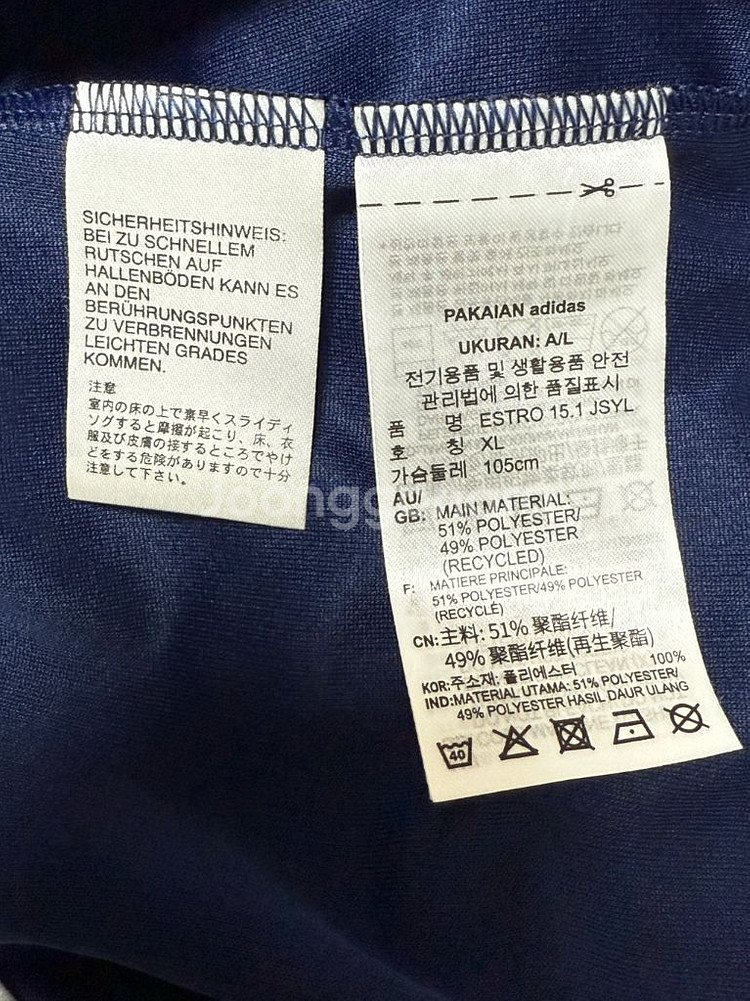 SICHERHEITSHINWEIS:
BEI ZU SCHNELLEM
RUTSCHEN AUF
HALLENBÖDEN KANN ES
AN DEN
BERÜHRUNGSPUNKTEN
ZU VERBRENNUNGEN
LEICHTEN GRADES
KOMMEN.
注意
室内の床の上で素早くスライディ
ングすると摩擦が起こり、床、衣
服及び皮膚の接するところでやけ
どをする危険がありますので十分
注意して下さい。
PAKAIAN adidas
UKURAN: A/L
전기용품 및 생활용품 안전
관리법에 의한 품질표시
품 명 ESTRO 15.1 JSYL
호 칭 XL
가슴둘레 105cm
AU/
GB: MAIN MATERIAL:
51% POLYESTER/
49% POLYESTER
(RECYCLED)
F: MATIERE PRINCIPALE:
51% POLYESTER/49% POLYESTER
(RECYCLÉ)
CN:主料: 51% 聚酯纤维/
49% 聚酯纤维(再生聚酯)
KOR:주소재: 폴리에스터 100%
IND:MATERIAL UTAMA: 51% POLYESTER/
49% POLYESTER HASIL DAUR ULANG
40